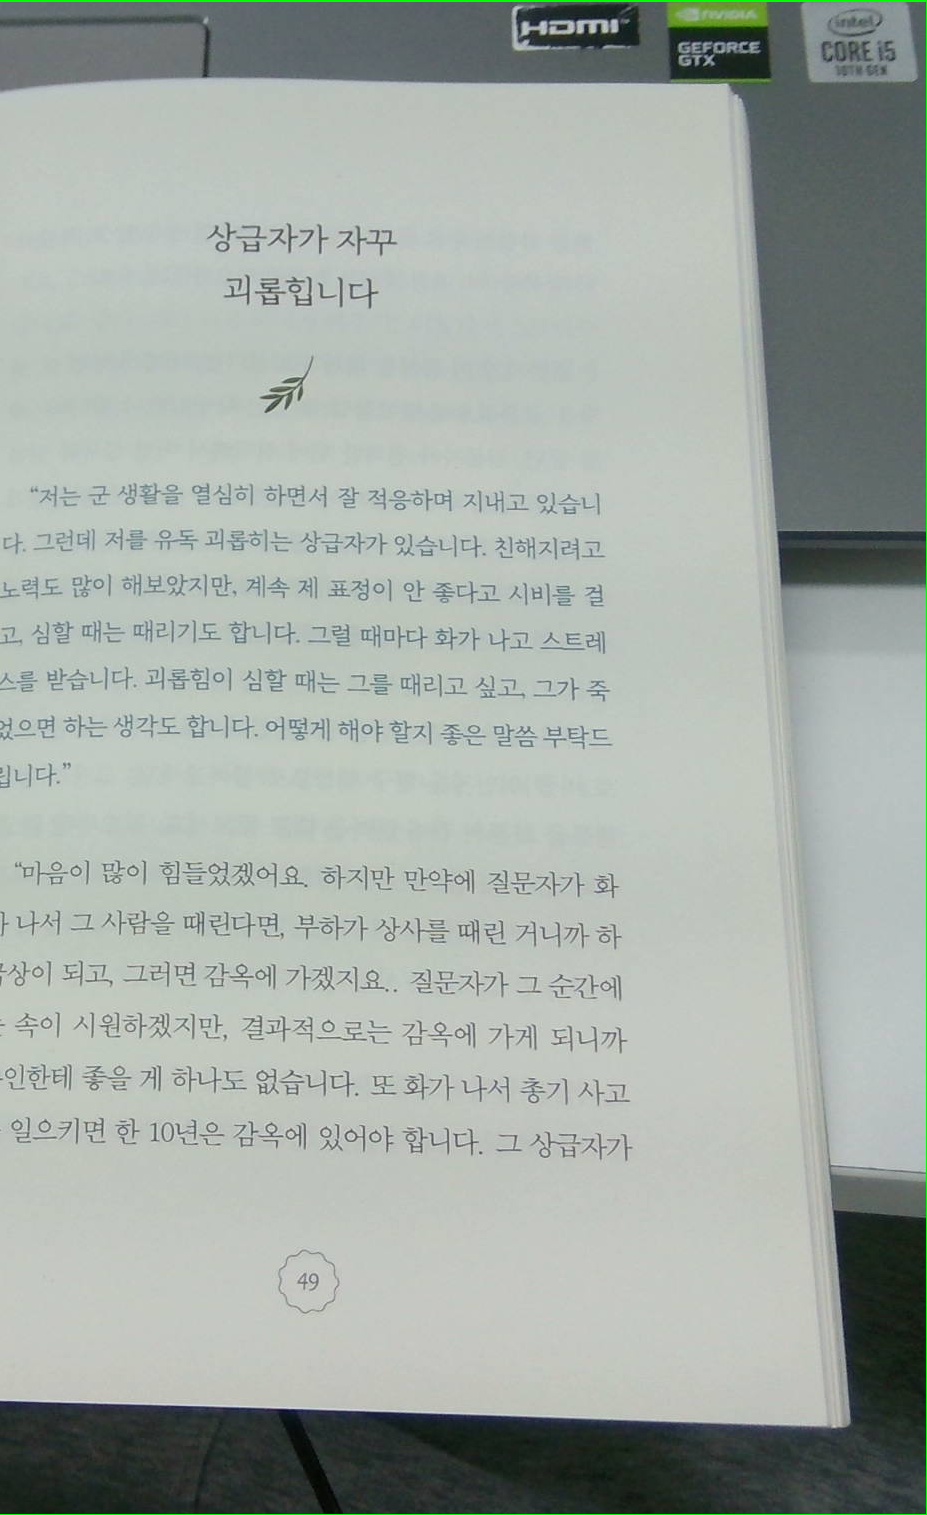 HDMI
NVIDIA
GEFORCE
GTX
intel
CORE i5
10TH GEN
상급자가 자꾸
괴롭힙니다
“저는 군 생활을 열심히 하면서 잘 적응하며 지내고 있습니
다. 그런데 저를 유독 괴롭히는 상급자가 있습니다. 친해지려고
노력도 많이 해보았지만, 계속 제 표정이 안 좋다고 시비를 걸
고, 심할 때는 때리기도 합니다. 그럴 때마다 화가 나고 스트레
스를 받습니다. 괴롭힘이 심할 때는 그를 때리고 싶고, 그가 죽
었으면 하는 생각도 합니다. 어떻게 해야 할지 좋은 말씀 부탁드
립니다.”
“마음이 많이 힘들었겠어요. 하지만 만약에 질문자가 화
나서 그 사람을 때린다면, 부하가 상사를 때린 거니까 하
극상이 되고, 그러면 감옥에 가겠지요.. 질문자가 그 순간에
속이 시원하겠지만, 결과적으로는 감옥에 가게 되니까
좋을 게 하나도 없습니다. 또 화가 나서 총기 사고
일으키면 한 10년은 감옥에 있어야 합니다. 그 상급자가
49